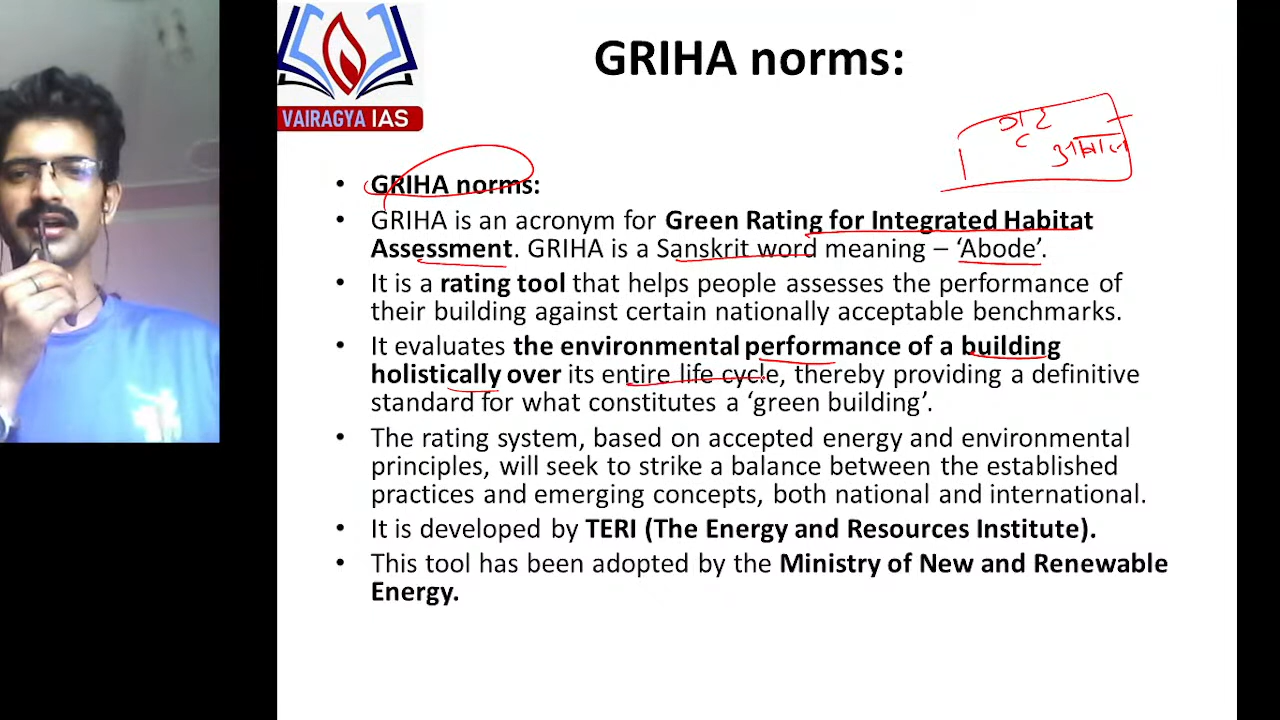 VAIRAGYA IAS
GRIHA norms:
• GRIHA norms:
• GRIHA is an acronym for Green Rating for Integrated Habitat
Assessment. GRIHA is a Sanskrit word meaning – ‘Abode’.
• It is a rating tool that helps people assesses the performance of
their building against certain nationally acceptable benchmarks.
• It evaluates the environmental performance of a building
holistically over its entire life cycle, thereby providing a definitive
standard for what constitutes a ‘green building’.
• The rating system, based on accepted energy and environmental
principles, will seek to strike a balance between the established
practices and emerging concepts, both national and international.
• It is developed by TERI (The Energy and Resources Institute).
• This tool has been adopted by the Ministry of New and Renewable
Energy.